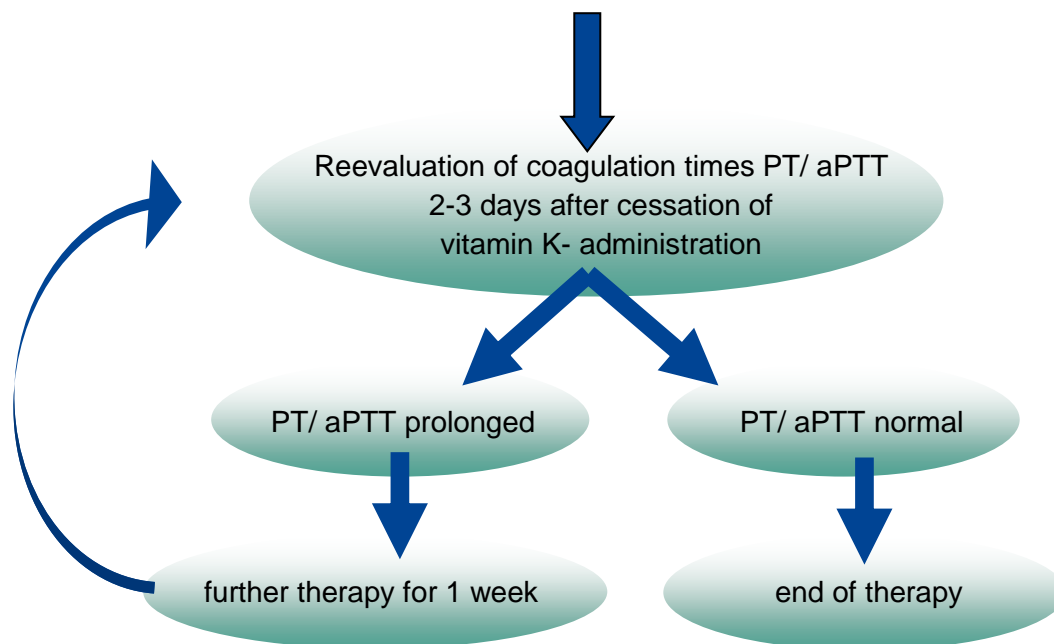 Reevaluation of coagulation times PT/ aPTT
2-3 days after cessation of
vitamin K- administration
PT/ aPTT prolonged
PT/ aPTT normal
further therapy for 1 week
end of therapy